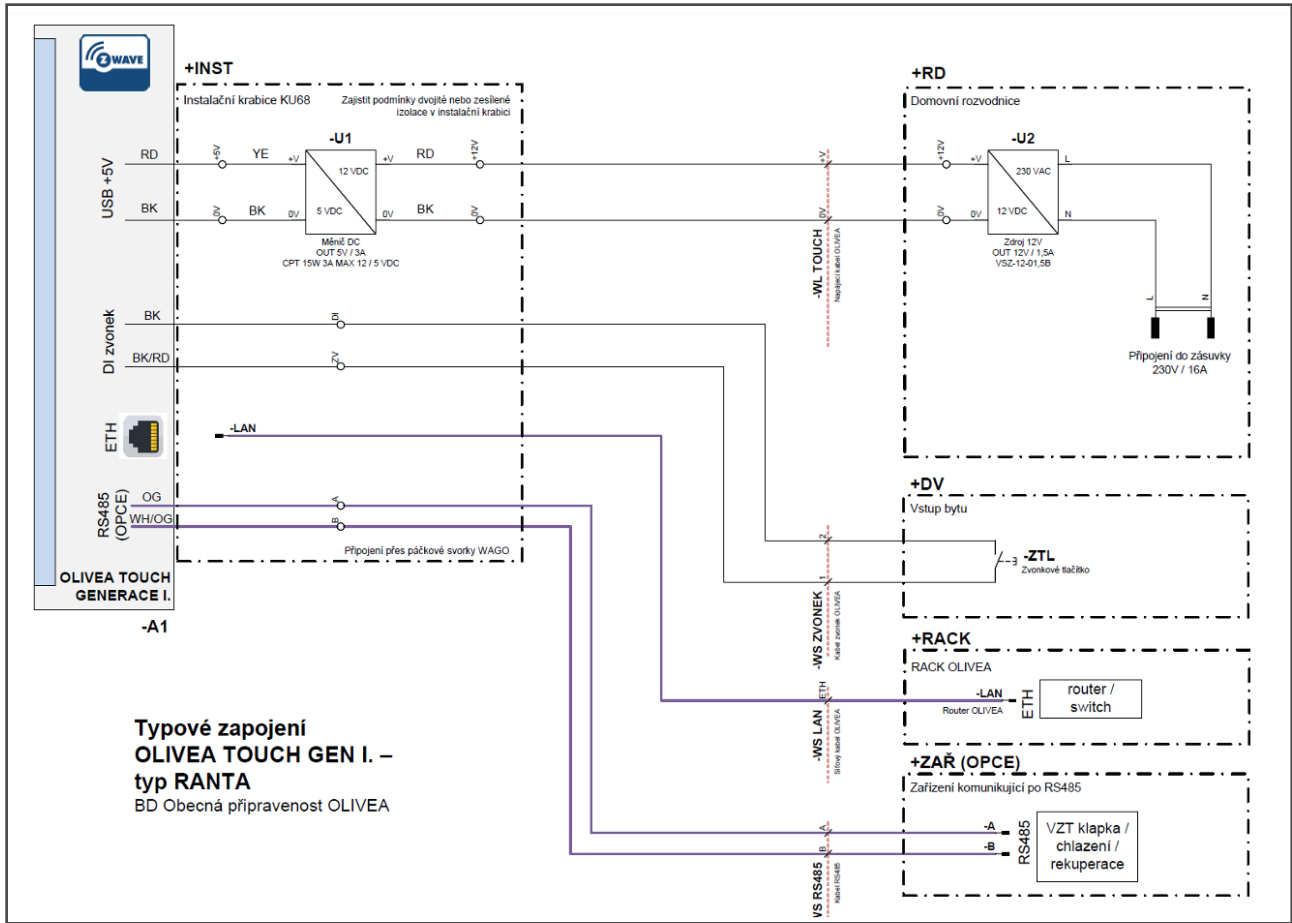 Z WAVE
+INST
Instalační krabice KU68
Zajistit podmínky dvojité nebo zesílené
izolace v instalační krabici
USB +5V
RD
+5V
YE
+V
-U1
12 VDC
5 VDC
+V
RD
+12V
BK
0V
BK
0V
0V
BK
0V
Měnič DC
OUT 5V / 3A
CPT 15W 3A MAX 12 / 5 VDC
DI zvonek
BK
DI
BK/RD
ZV
ETH
-LAN
RS485
(OPCE)
OG
A
WH/OG
B
Připojení přes páčkové svorky WAGO
OLIVEA TOUCH
GENERACE I.
-A1
+V
0V
-WL TOUCH
Napájecí kabel OLIVEA
+RD
Domovní rozvodnice
+12V
+V
-U2
230 VAC
12 VDC
L
0V
0V
N
Zdroj 12V
OUT 12V / 1,5A
VSZ-12-01,5B
L
N
Připojení do zásuvky
230V / 16A
+DV
Vstup bytu
2
1
-ZTL
Zvonkové tlačítko
-WS ZVONEK
Kabel zvonek OLIVEA
+RACK
RACK OLIVEA
ETH
-LAN
Router OLIVEA
ETH
router /
switch
-WS LAN
Síťový kabel OLIVEA
+ZAŘ (OPCE)
Zařízení komunikující po RS485
A
B
-A
-B
RS485
VZT klapka /
chlazení /
rekuperace
WS RS485
Kabel RS485
Typové zapojení
OLIVEA TOUCH GEN I. –
typ RANTA
BD Obecná připravenost OLIVEA